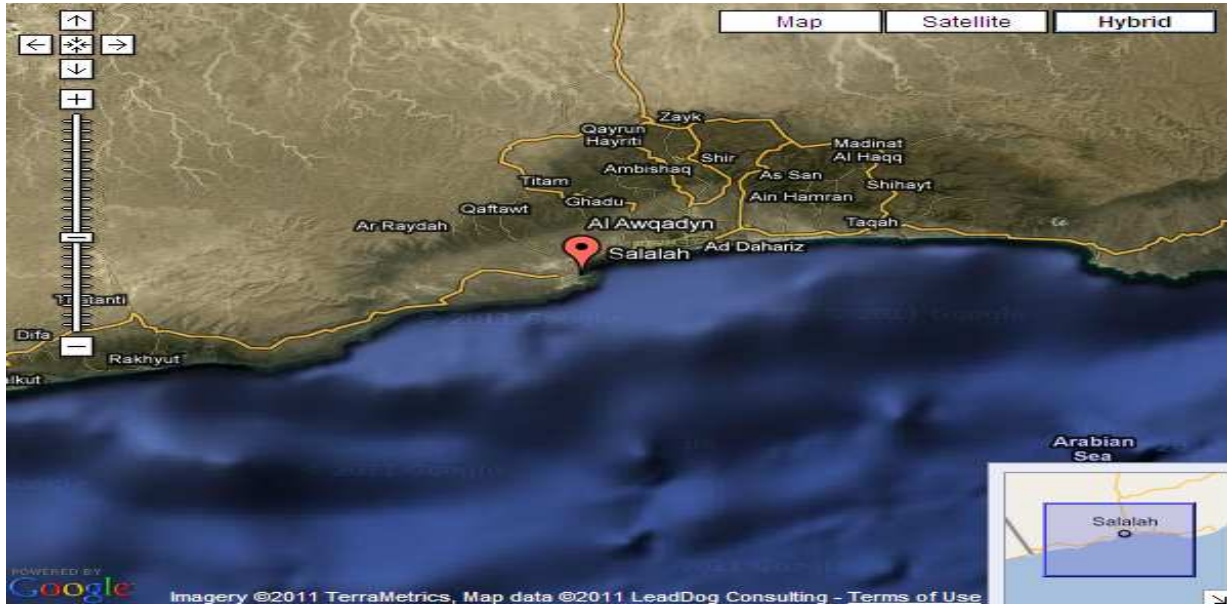 Map
Satellite
Hybrid
Zayk
Qayrun
Hayriti
Madinat
Al Haqq
Shir
Ambishaq
As San
Titam
Shihayt
Ghadu
Ain Hamran
Qaftawt
Ar Raydah
Al Awqadyn
Taqah
Salalah
Ad Dahariz
Difa
Rakhyut
Arabian
Sea
Salalah
POWERED BY
Google
Imagery ©2011 TerraMetrics, Map data ©2011 LeadDog Consulting - Terms of Use